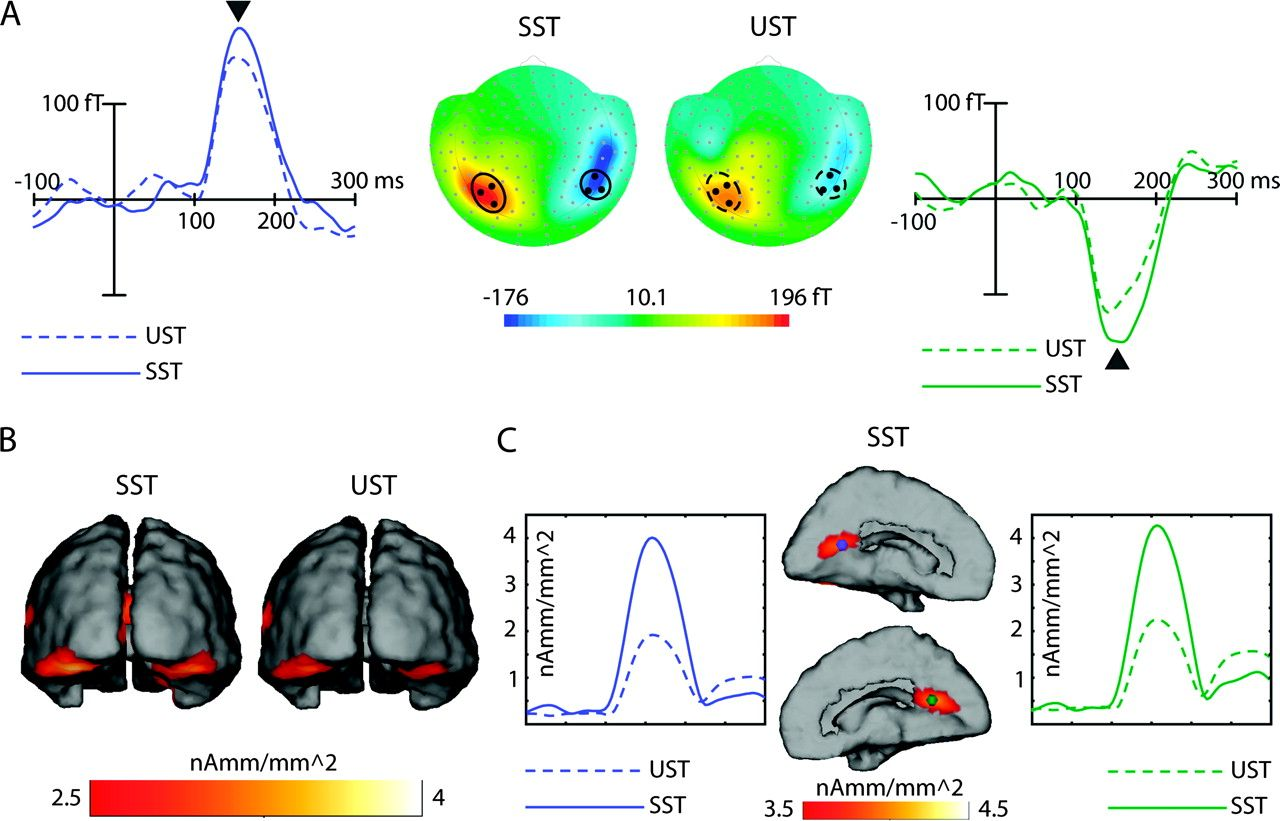 A
SST
UST
100 fT
-100
300 ms
100
200
-176
10.1
196 fT
UST
SST
100 fT
-100
100
200
300 ms
UST
SST
B
SST
UST
nAmm/mm^2
2.5
4
C
SST
4
3
2
1
nAmm/mm^2
UST
SST
nAmm/mm^2
3.5
4.5
4
3
2
1
nAmm/mm^2
UST
SST